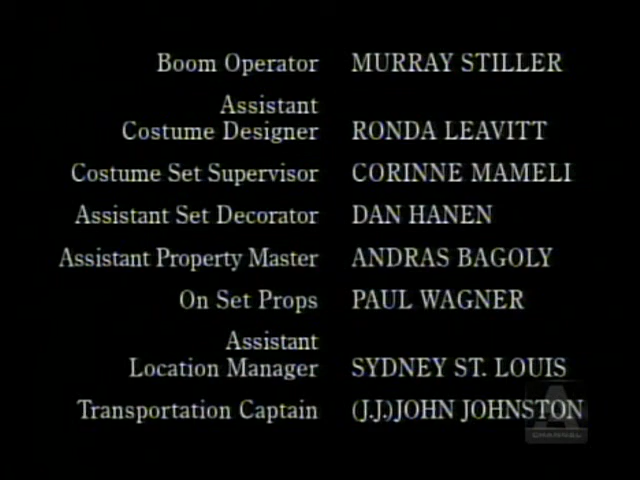 Boom Operator MURRAY STILLER
Assistant
Costume Designer RONDA LEAVITT
Costume Set Supervisor CORINNE MAMELI
Assistant Set Decorator DAN HANEN
Assistant Property Master ANDRAS BAGOLY
On Set Props PAUL WAGNER
Assistant
Location Manager SYDNEY ST. LOUIS
Transportation Captain (J.J.)JOHN JOHNSTON
A
CHANNEL